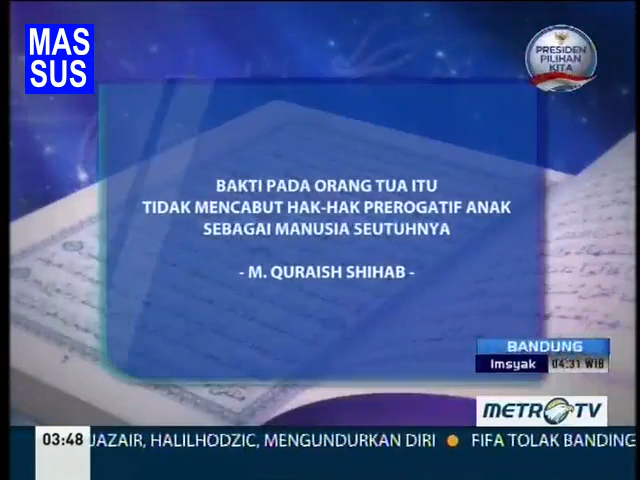 MAS
SUS
PRESIDEN
PILIHAN
KITA
BAKTI PADA ORANG TUA ITU
TIDAK MENCABUT HAK-HAK PREROGATIF ANAK
SEBAGAI MANUSIA SEUTUHNYA
- M. QURAISH SHIHAB -
BANDUNG
Imsyak 04:31 WIB
METRO TV
03:48 JAZAIR, HALILHODZIC, MENGUNDURKAN DIRI ● FIFA TOLAK BANDING